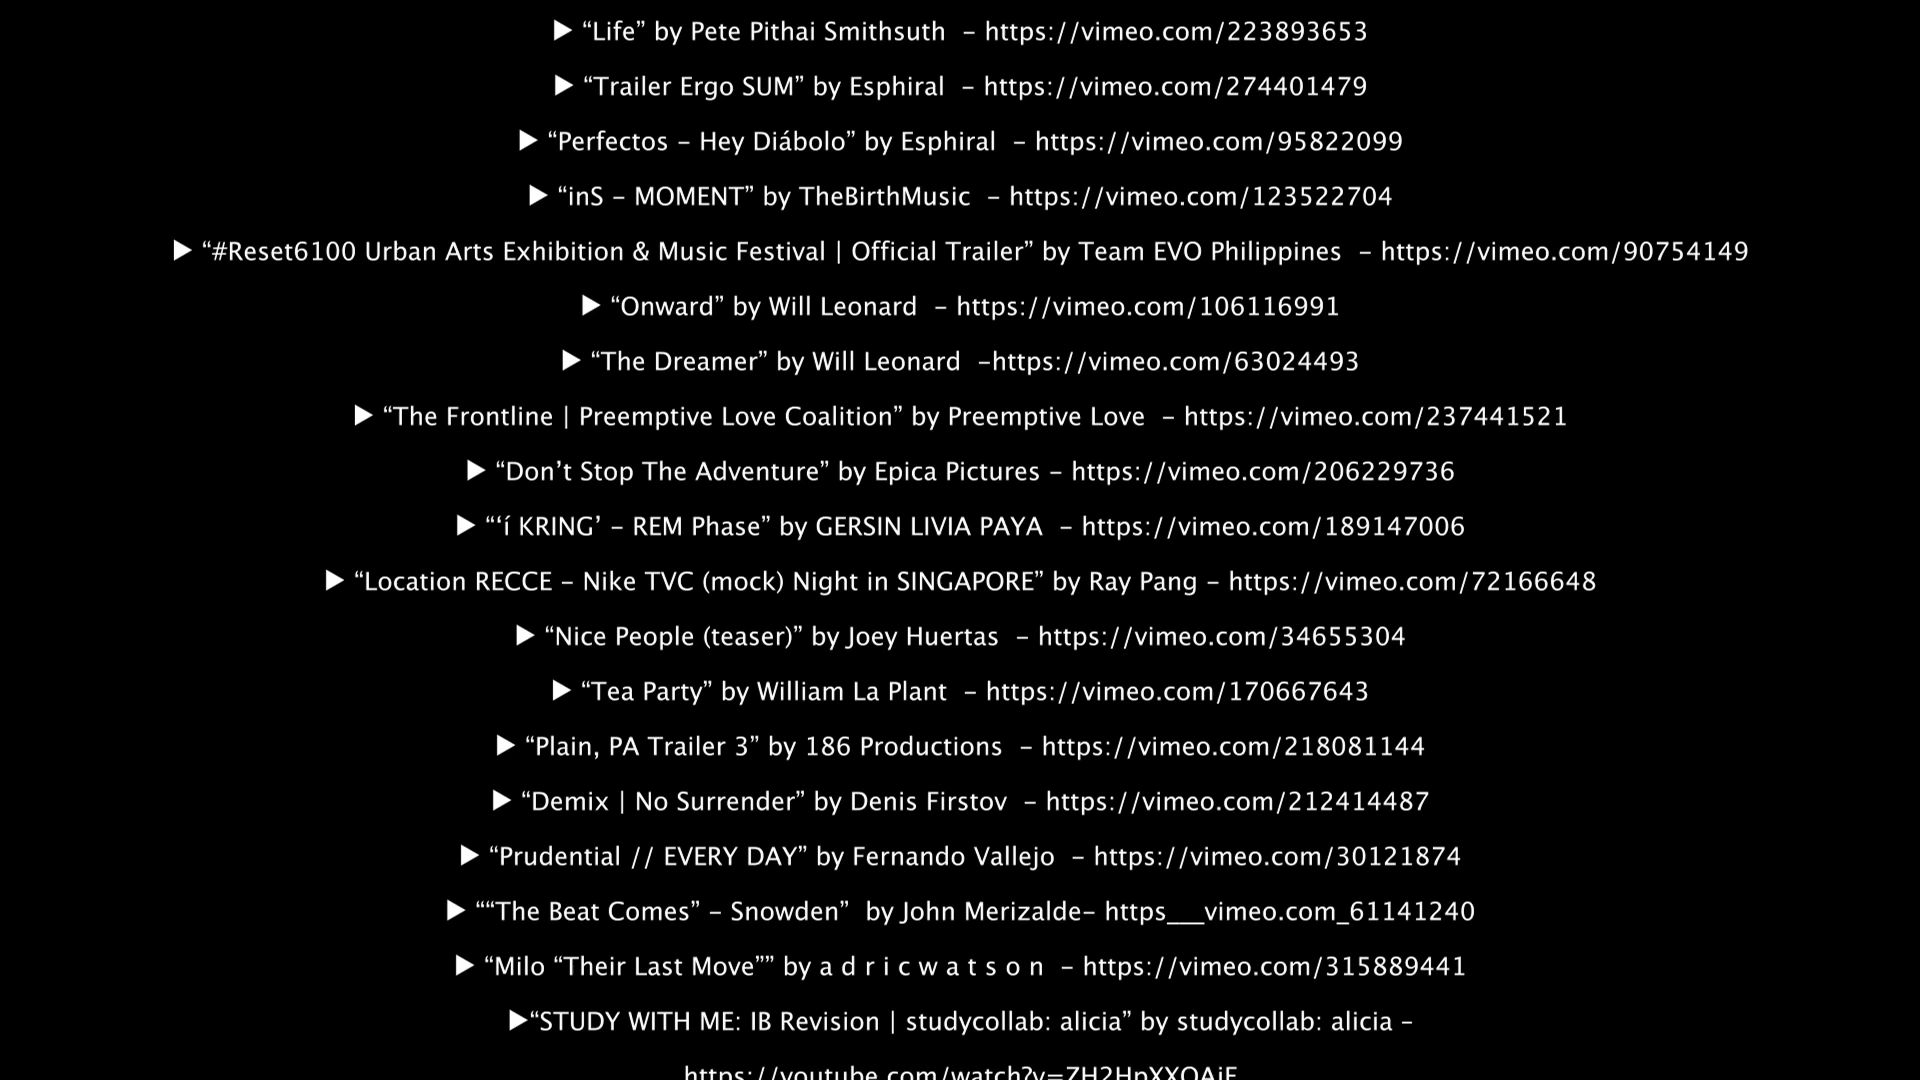 ▶ “Life” by Pete Pithai Smithsuth  – https://vimeo.com/223893653
▶ “Trailer Ergo SUM” by Esphiral  – https://vimeo.com/274401479
▶ “Perfectos – Hey Diábolo” by Esphiral  – https://vimeo.com/95822099
▶ “inS – MOMENT” by TheBirthMusic  – https://vimeo.com/123522704
▶ “#Reset6100 Urban Arts Exhibition & Music Festival | Official Trailer” by Team EVO Philippines  – https://vimeo.com/90754149
▶ “Onward” by Will Leonard  – https://vimeo.com/106116991
▶ “The Dreamer” by Will Leonard  –https://vimeo.com/63024493
▶ “The Frontline | Preemptive Love Coalition” by Preemptive Love  – https://vimeo.com/237441521
▶ “Don’t Stop The Adventure” by Epica Pictures – https://vimeo.com/206229736
▶ “‘í KRING’ – REM Phase” by GERSIN LIVIA PAYA  – https://vimeo.com/189147006
▶ “Location RECCE – Nike TVC (mock) Night in SINGAPORE” by Ray Pang – https://vimeo.com/72166648
▶ “Nice People (teaser)” by Joey Huertas  – https://vimeo.com/34655304
▶ “Tea Party” by William La Plant  – https://vimeo.com/170667643
▶ “Plain, PA Trailer 3” by 186 Productions  – https://vimeo.com/218081144
▶ “Demix | No Surrender” by Denis Firstov  – https://vimeo.com/212414487
▶ “Prudential // EVERY DAY” by Fernando Vallejo  – https://vimeo.com/30121874
▶ ““The Beat Comes” – Snowden”  by John Merizalde– https___vimeo.com_61141240
▶ “Milo “Their Last Move”” by a d r i c w a t s o n  – https://vimeo.com/315889441
▶“STUDY WITH ME: IB Revision | studycollab: alicia” by studycollab: alicia –